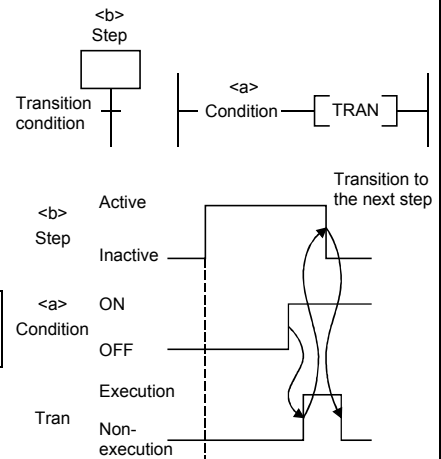 <b>
Step
<a>
Transition
condition
Condition
TRAN
Transition to
the next step
<b>
Step
Active
Inactive
<a>
Condition
ON
OFF
Tran
Execution
Non-
execution